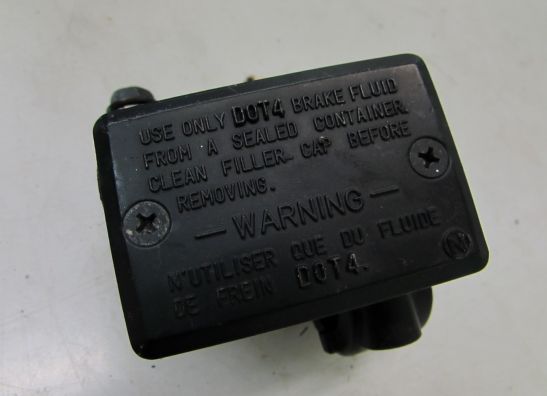 USE ONLY DOT4 BRAKE FLUID
FROM A SEALED CONTAINER.
CLEAN FILLER CAP BEFORE
REMOVING.
— WARNING —
N'UTILISER QUE DU FLUIDE
DE FREIN DOT4.
N